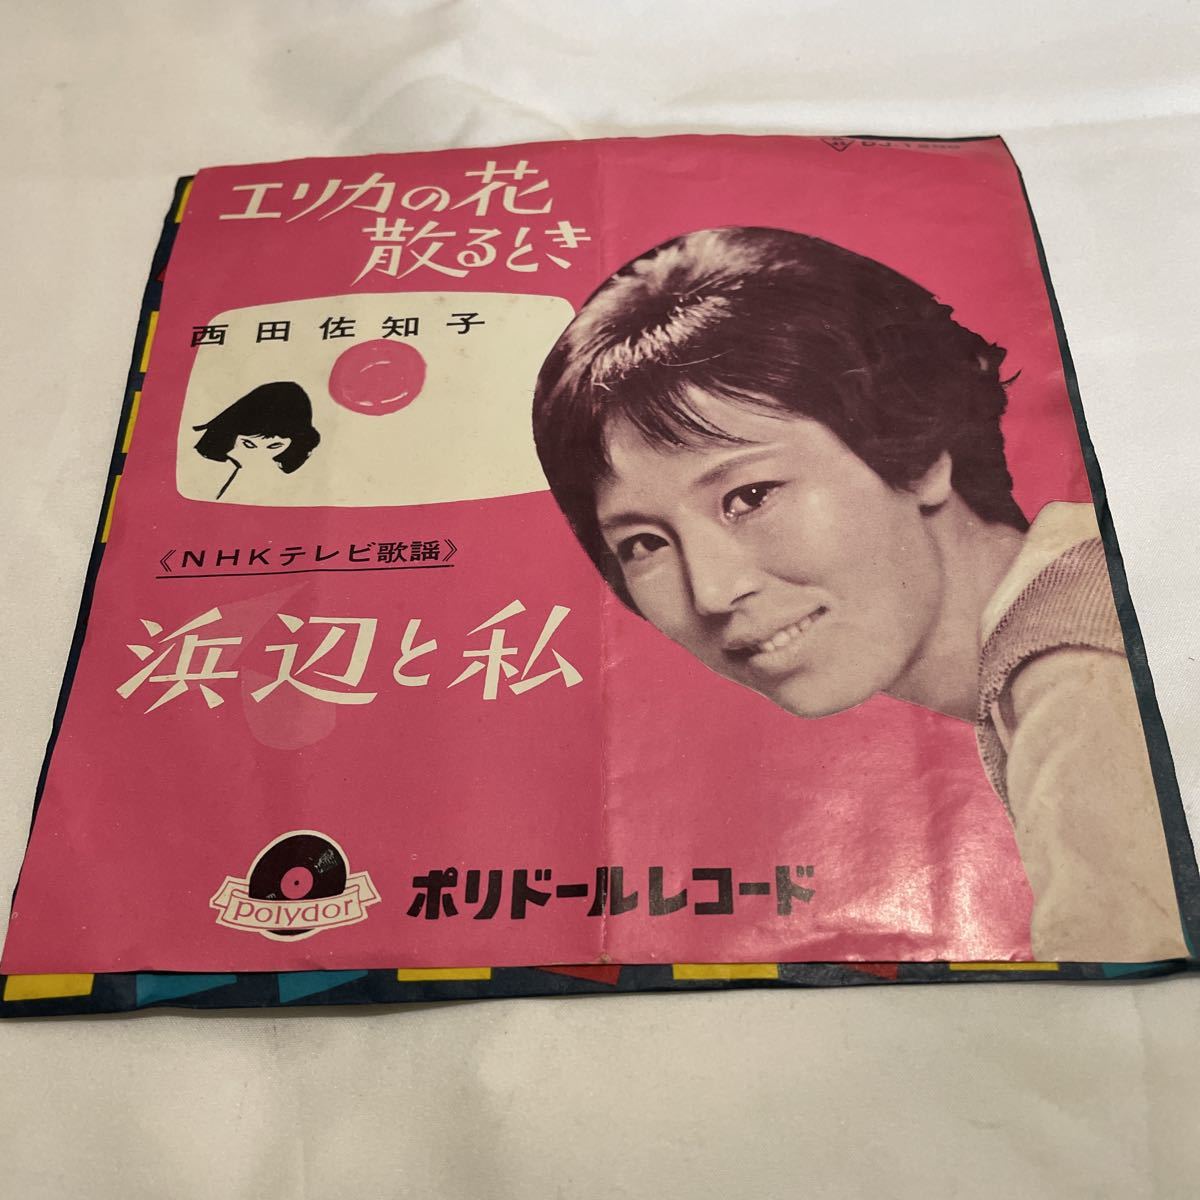 エリカの花
散るとき
西田佐知子
《NHKテレビ歌謡》
浜辺と私
polydor
ポリドールレコード